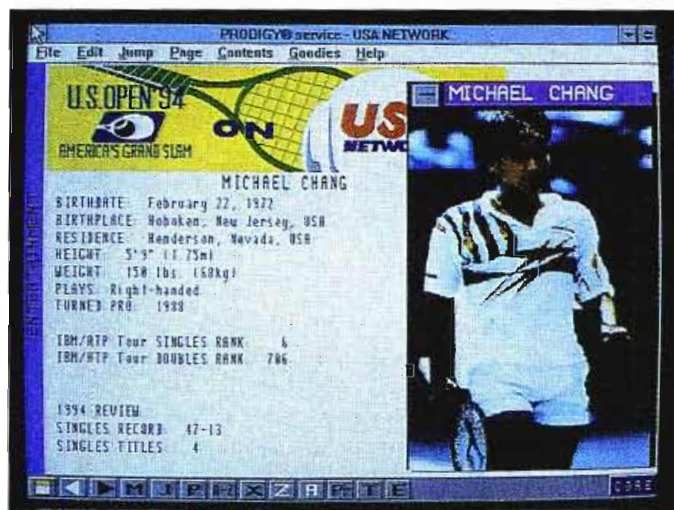 PRODIGY® service - USA NETWORK
File Edit Jump Page Contents Goodies Help
U.S.OPEN'94
AMERICA'S GRAND SLAM
ON
MICHAEL CHANG
MICHAEL CHANG
BIRTHDATE: February 22, 1972
BIRTHPLACE: Hoboken, New Jersey, USA
RESIDENCE: Henderson, Nevada, USA
HEIGHT: 5'9" (1.75m)
WEIGHT: 150 lbs. (68kg)
PLAYS: Right-handed
TURNED PRO: 1988
IBM/ATP Tour SINGLES RANK: 6
IBM/ATP Tour DOUBLES RANK: 786
1994 REVIEW
SINGLES RECORD: 47-13
SINGLES TITLES: 4
ENTERTAINMENT
M J P X Z A T E